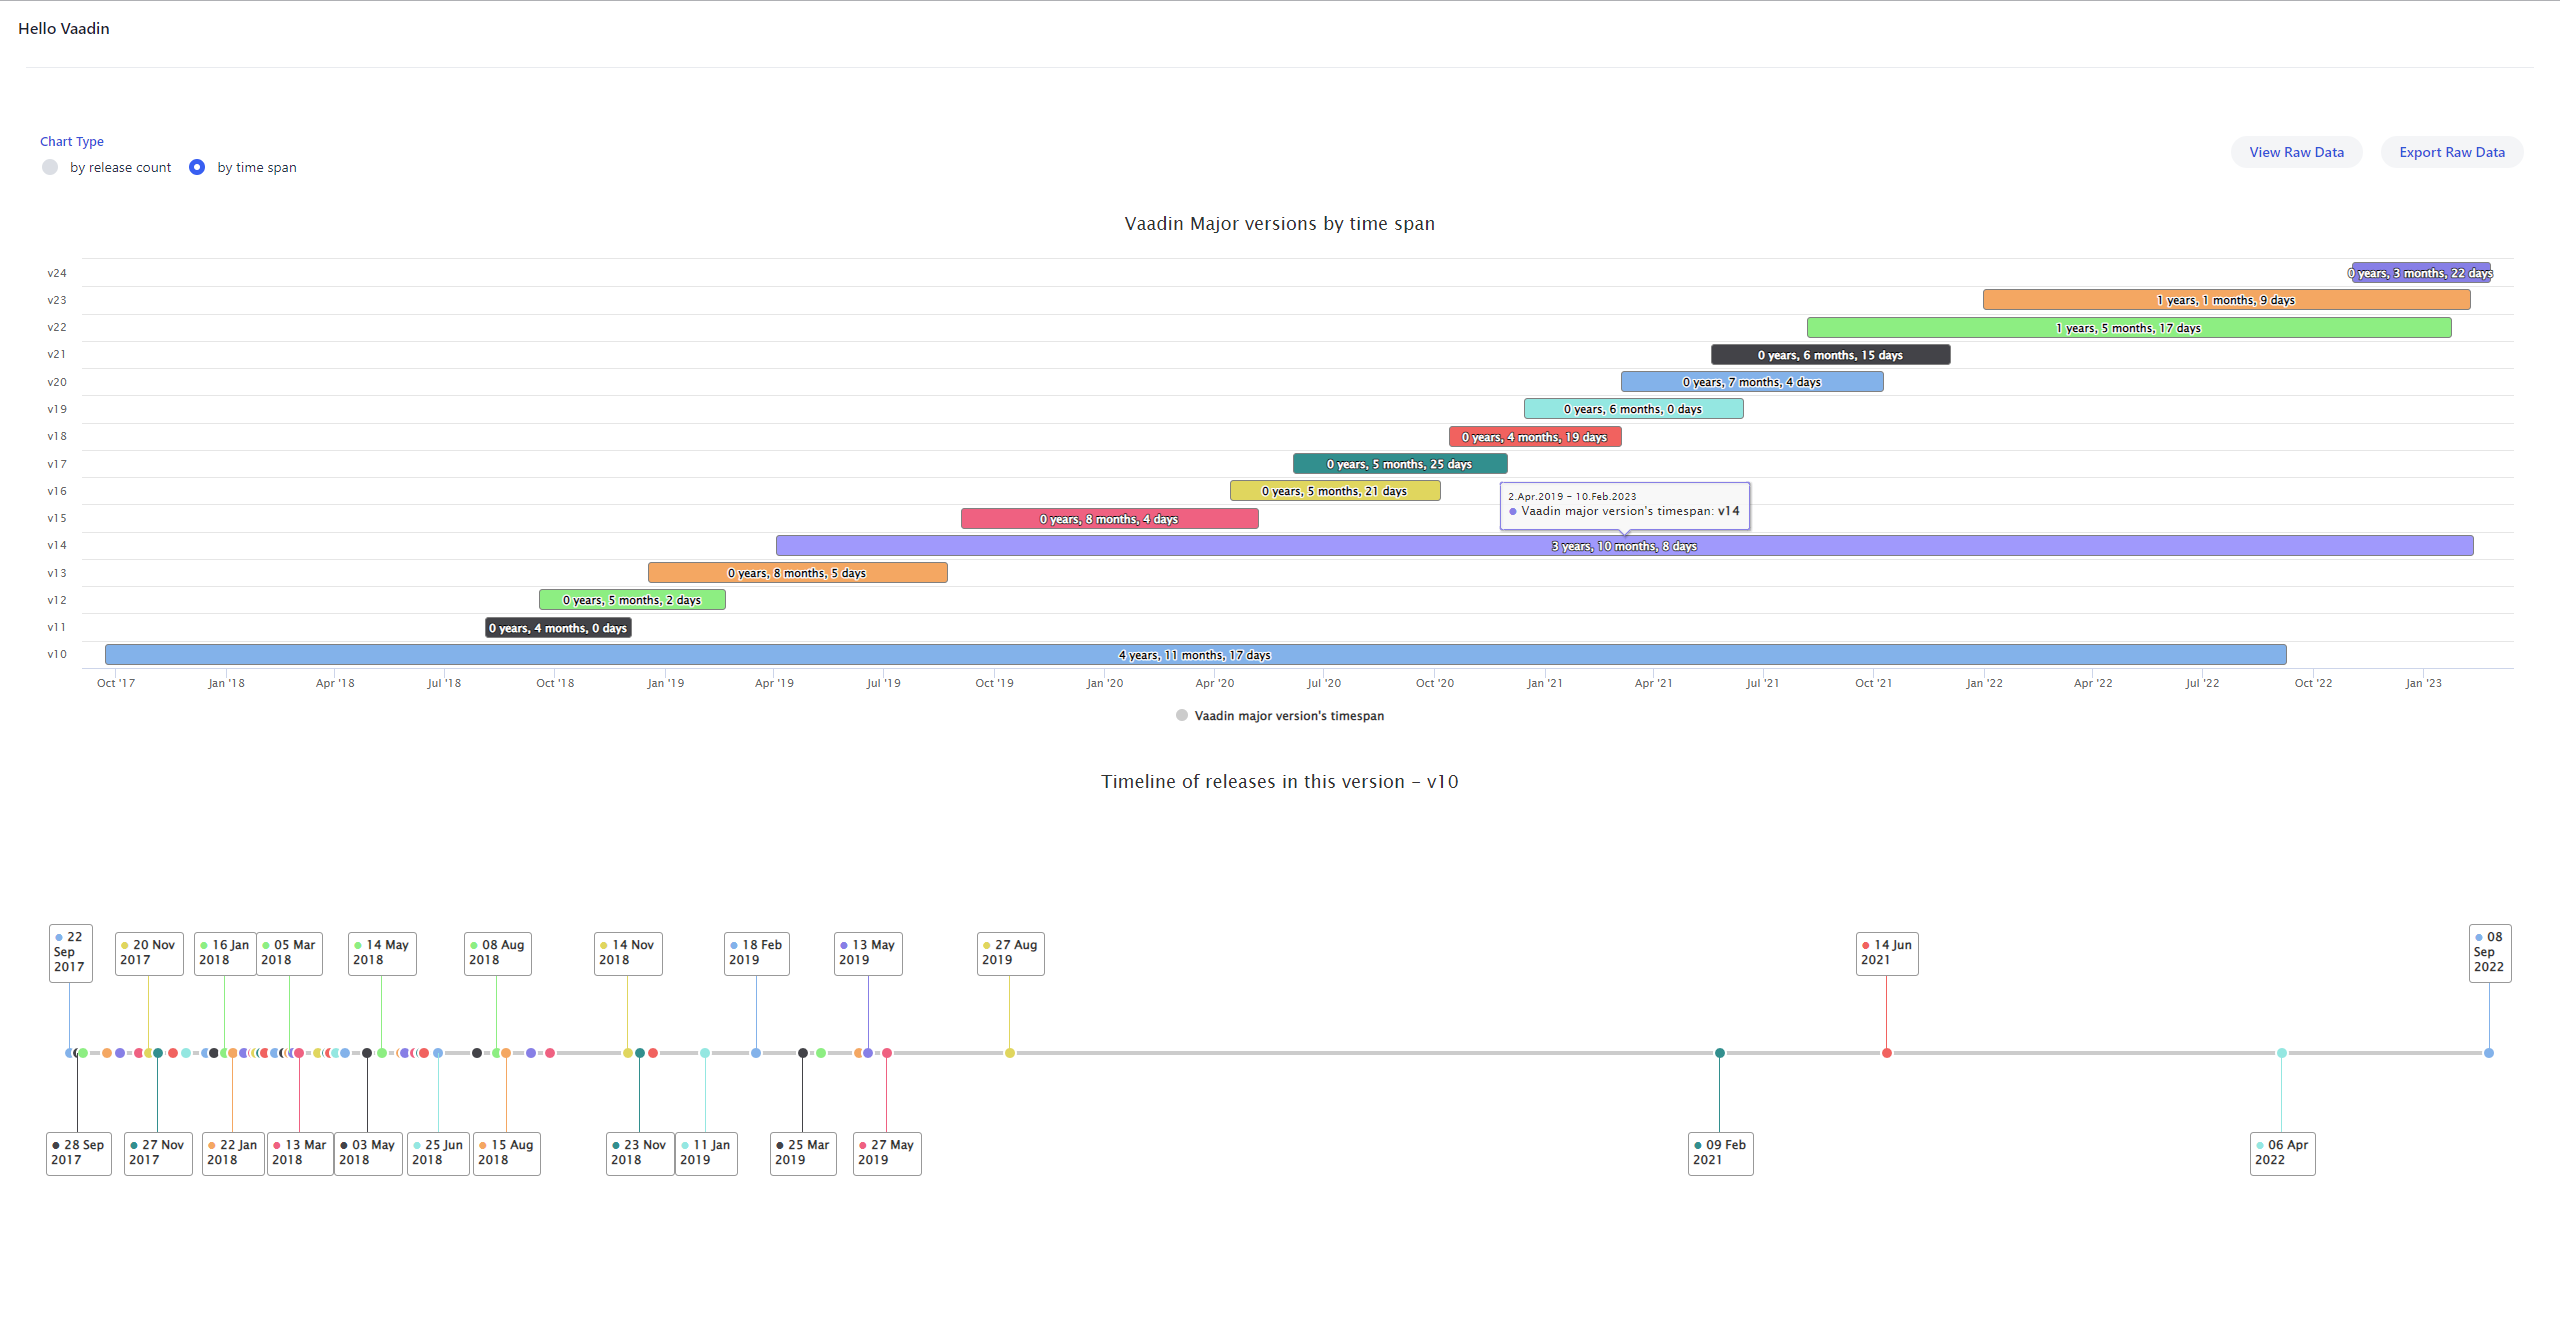 Hello Vaadin
Chart Type
by release count
by time span
View Raw Data
Export Raw Data
Vaadin Major versions by time span
v24
0 years, 3 months, 22 days
v23
1 years, 1 months, 9 days
v22
1 years, 5 months, 17 days
v21
0 years, 6 months, 15 days
v20
0 years, 7 months, 4 days
v19
0 years, 6 months, 0 days
v18
0 years, 4 months, 19 days
v17
0 years, 5 months, 25 days
v16
0 years, 5 months, 21 days
2.Apr.2019 – 10.Feb.2023
Vaadin major version's timespan: v14
v15
0 years, 8 months, 4 days
v14
3 years, 10 months, 8 days
v13
0 years, 8 months, 5 days
v12
0 years, 5 months, 2 days
v11
0 years, 4 months, 0 days
v10
4 years, 11 months, 17 days
Oct '17
Jan '18
Apr '18
Jul '18
Oct '18
Jan '19
Apr '19
Jul '19
Oct '19
Jan '20
Apr '20
Jul '20
Oct '20
Jan '21
Apr '21
Jul '21
Oct '21
Jan '22
Apr '22
Jul '22
Oct '22
Jan '23
Vaadin major version's timespan
Timeline of releases in this version – v10
22
Sep
2017
20 Nov
2017
16 Jan
2018
05 Mar
2018
14 May
2018
08 Aug
2018
14 Nov
2018
18 Feb
2019
13 May
2019
27 Aug
2019
14 Jun
2021
08
Sep
2022
28 Sep
2017
27 Nov
2017
22 Jan
2018
13 Mar
2018
03 May
2018
25 Jun
2018
15 Aug
2018
23 Nov
2018
11 Jan
2019
25 Mar
2019
27 May
2019
09 Feb
2021
06 Apr
2022